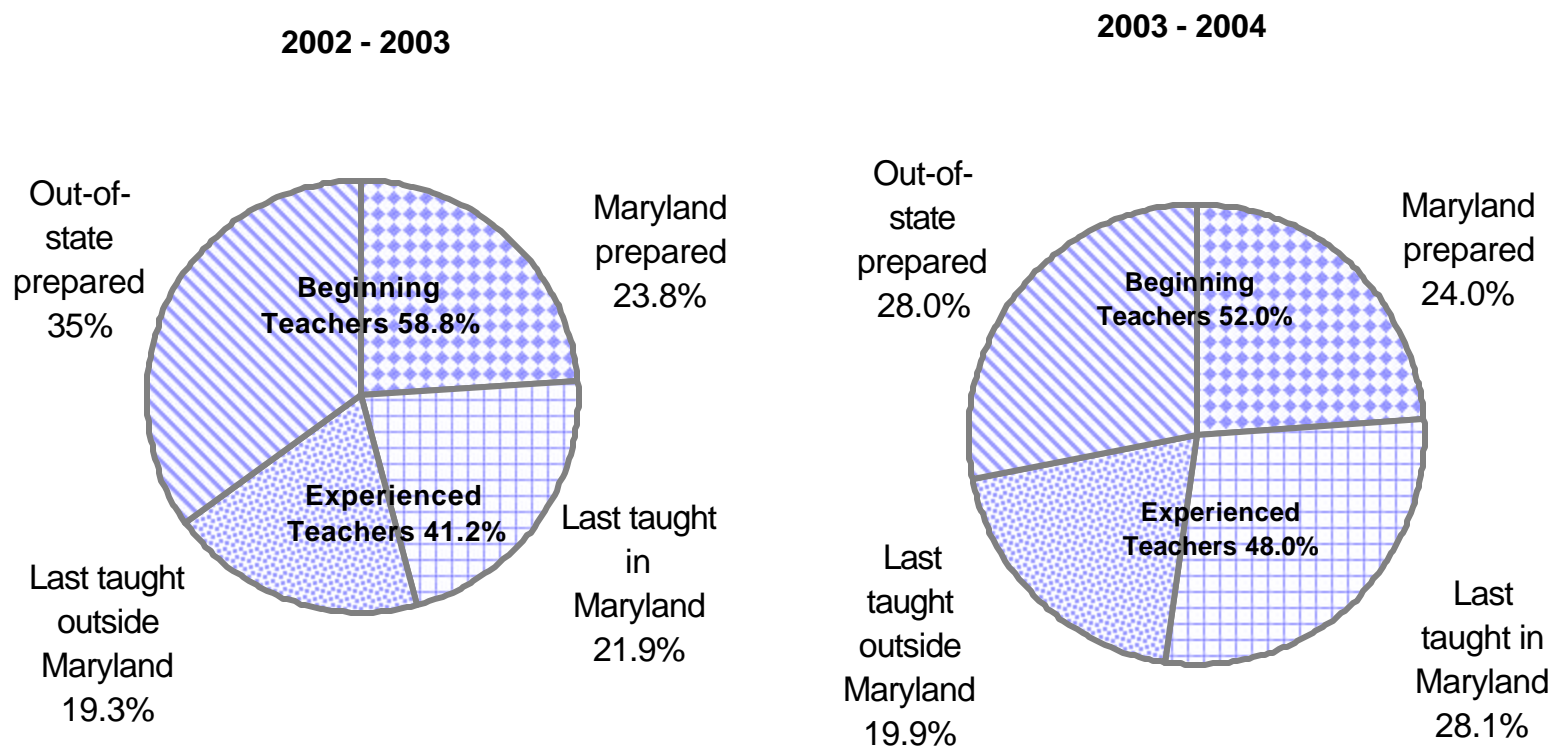 2002 - 2003
Out-of-
state
prepared
35%
Maryland
prepared
23.8%
Beginning
Teachers 58.8%
Experienced
Teachers 41.2%
Last taught
outside
Maryland
19.3%
Last taught
in
Maryland
21.9%
2003 - 2004
Out-of-
state
prepared
28.0%
Maryland
prepared
24.0%
Beginning
Teachers 52.0%
Experienced
Teachers 48.0%
Last
taught
outside
Maryland
19.9%
Last
taught in
Maryland
28.1%